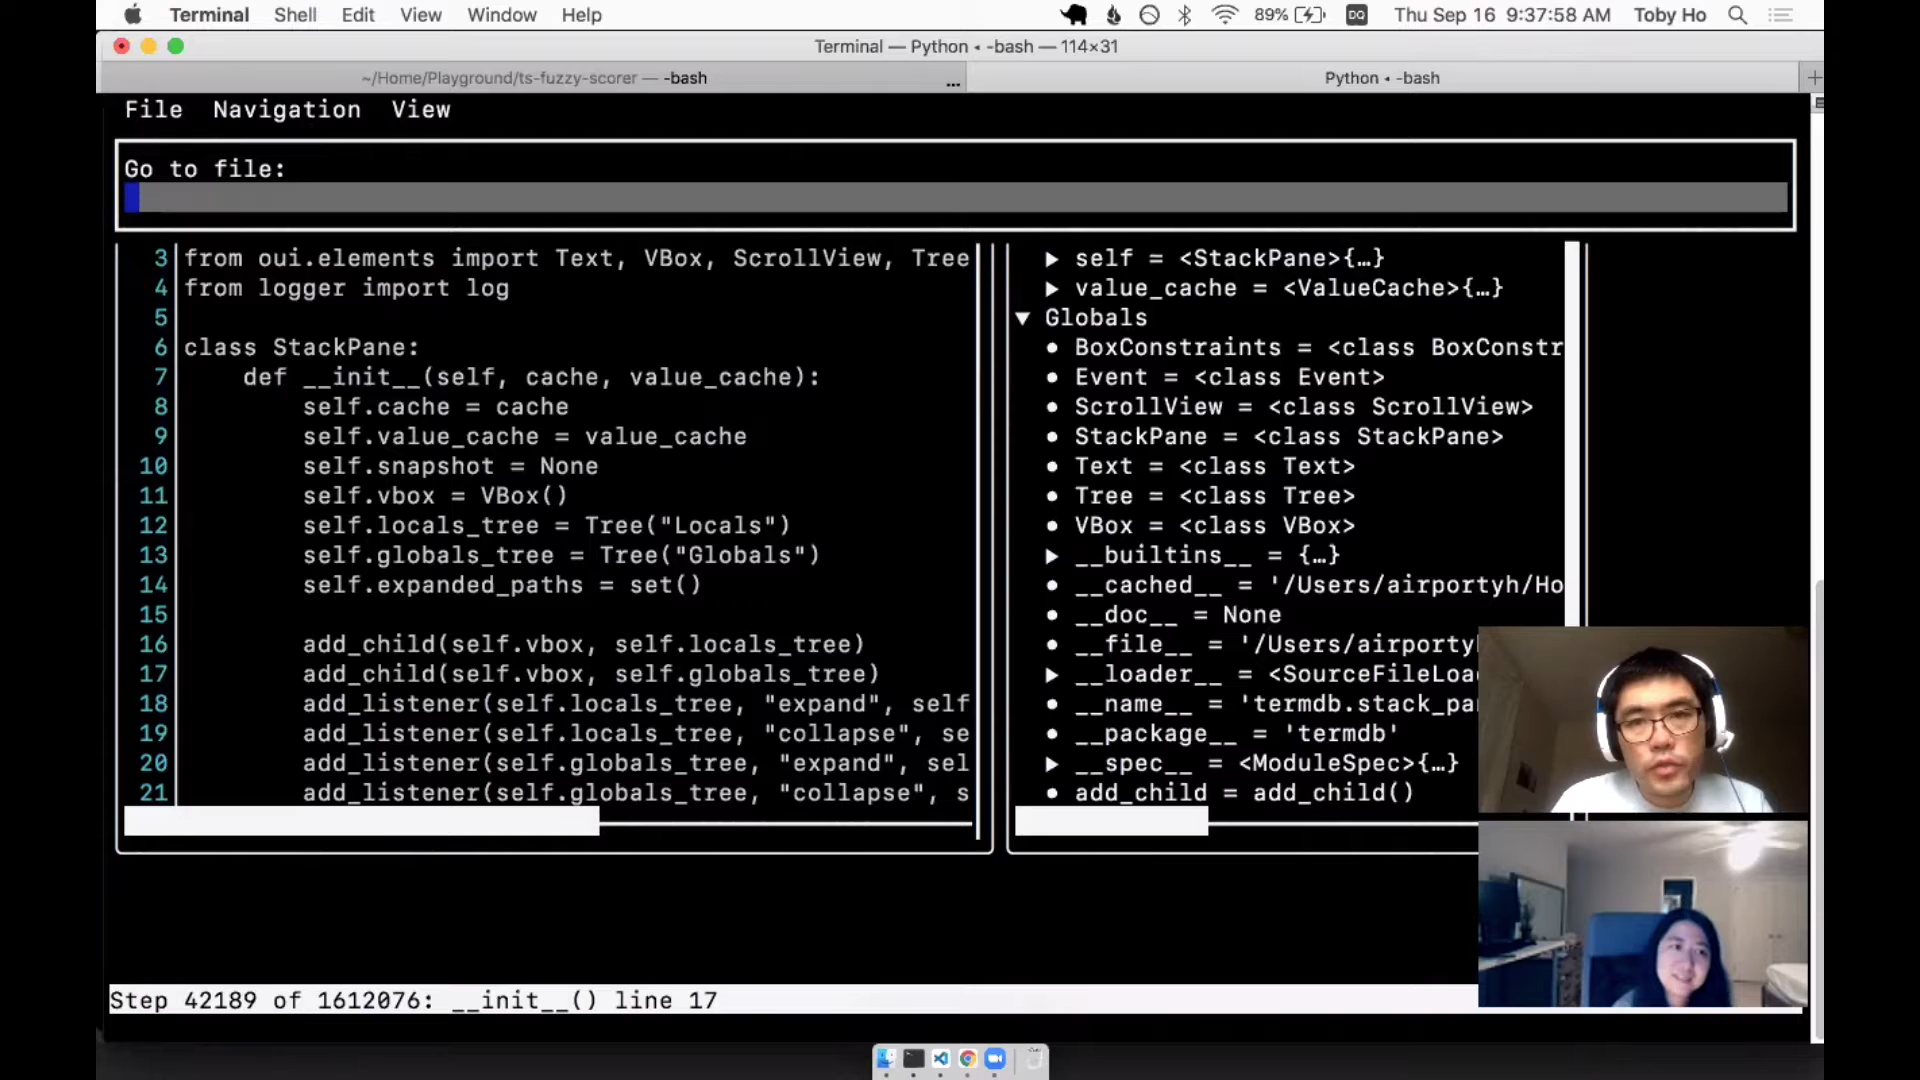 Terminal Shell Edit View Window Help 89% DQ Thu Sep 16 9:37:58 AM Toby Ho
Terminal — Python ◂ -bash — 114×31
~/Home/Playground/ts-fuzzy-scorer — -bash ...
Python ◂ -bash
File Navigation View
Go to file:
3 from oui.elements import Text, VBox, ScrollView, Tree
4 from logger import log
5
6 class StackPane:
7 def __init__(self, cache, value_cache):
8 self.cache = cache
9 self.value_cache = value_cache
10 self.snapshot = None
11 self.vbox = VBox()
12 self.locals_tree = Tree("Locals")
13 self.globals_tree = Tree("Globals")
14 self.expanded_paths = set()
15
16 add_child(self.vbox, self.locals_tree)
17 add_child(self.vbox, self.globals_tree)
18 add_listener(self.locals_tree, "expand", self
19 add_listener(self.locals_tree, "collapse", se
20 add_listener(self.globals_tree, "expand", sel
21 add_listener(self.globals_tree, "collapse", s
▶ self = <StackPane>{…}
▶ value_cache = <ValueCache>{…}
▼ Globals
• BoxConstraints = <class BoxConstr
• Event = <class Event>
• ScrollView = <class ScrollView>
• StackPane = <class StackPane>
• Text = <class Text>
• Tree = <class Tree>
• VBox = <class VBox>
▶ __builtins__ = {…}
• __cached__ = '/Users/airportyh/Ho
• __doc__ = None
• __file__ = '/Users/airporty
▶ __loader__ = <SourceFileLoa
• __name__ = 'termdb.stack_pa
• __package__ = 'termdb'
▶ __spec__ = <ModuleSpec>{…}
• add_child = add_child()
Step 42189 of 1612076: __init__() line 17